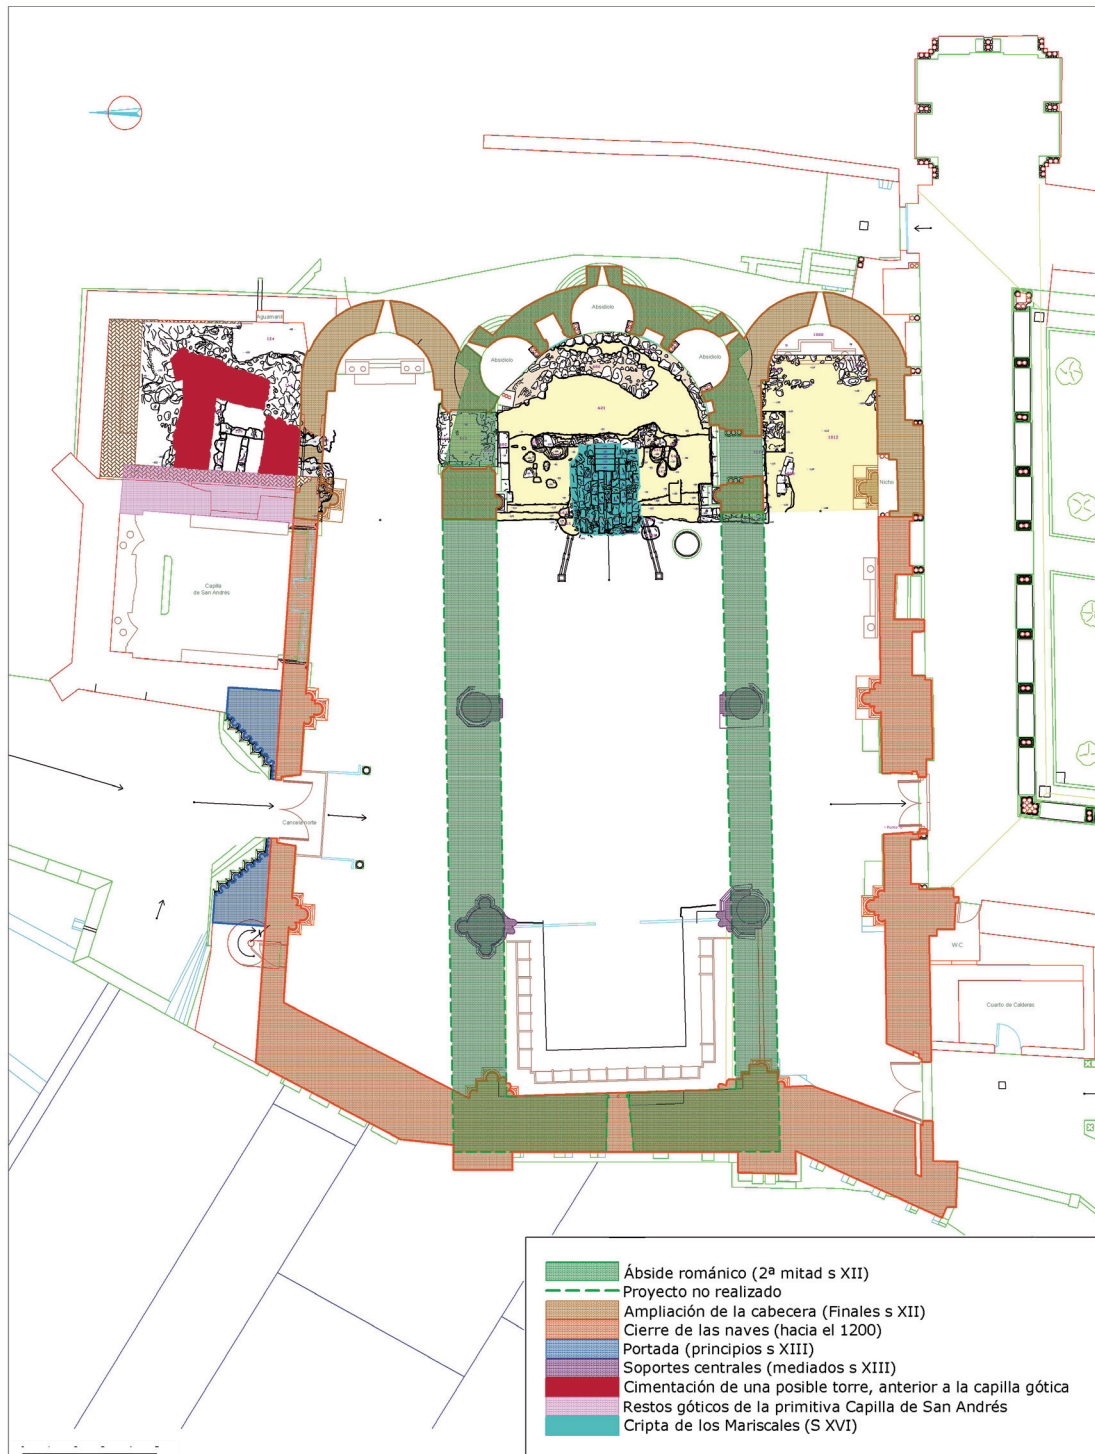 Absidiolo
Aguamanil
Absidiolo
Absidiolo
Nicho
Capilla
de San Andrés
Cancela norte
W.C.
Cuarto de Calderas
Ábside románico (2ª mitad s XII)
Proyecto no realizado
Ampliación de la cabecera (Finales s XII)
Cierre de las naves (hacia el 1200)
Portada (principios s XIII)
Soportes centrales (mediados s XIII)
Cimentación de una posible torre, anterior a la capilla gótica
Restos góticos de la primitiva Capilla de San Andrés
Cripta de los Mariscales (S XVI)